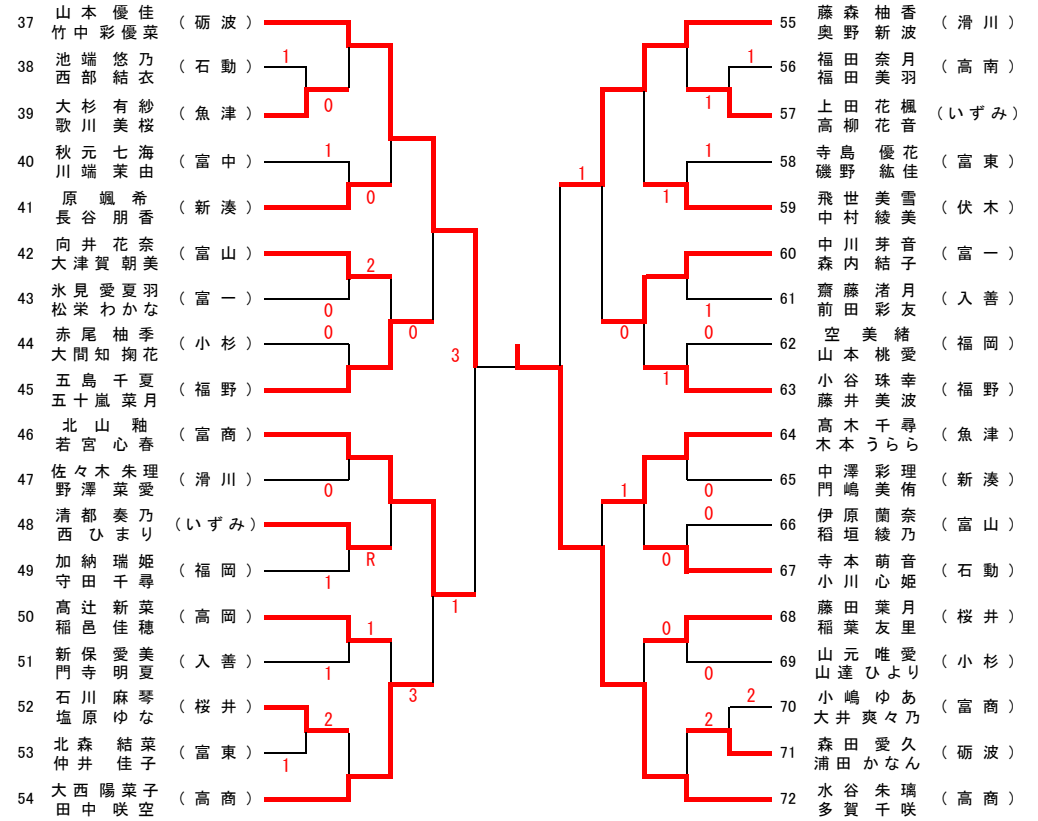 37 山本 優佳 (砺波)
竹中 彩優菜
38 池端 悠乃 (石動) 1
西部 結衣
0
39 大杉 有紗 (魚津)
歌川 美桜
40 秋元 七海 (富中) 1
川端 茉由
0
41 原 颯希 (新湊)
長谷 朋香
42 向井 花奈 (富山)
大津賀 朝美
2
43 氷見 愛夏羽 (富一) 0
松栄 わかな
0
44 赤尾 柚季 (小杉) 0
大間知 掬花
3
45 五島 千夏 (福野)
五十嵐 菜月
46 北山 釉 (富商)
若宮 心春
47 佐々木 朱理 (滑川) 0
野澤 菜愛
48 清都 奏乃 (いずみ)
西 ひまり
R
49 加納 瑞姫 (福岡) 1
守田 千尋
1
50 髙辻 新菜 (高岡)
稲邑 佳穂
1
51 新保 愛美 (入善) 1
門寺 明夏
3
52 石川 麻琴 (桜井)
塩原 ゆな
2
53 北森 結菜 (富東) 1
仲井 佳子
54 大西 陽菜子 (高商)
田中 咲空
55 藤森 柚香 (滑川)
奥野 新波
56 福田 奈月 (高南) 1
福田 美羽
1
57 上田 花楓 (いずみ)
高柳 花音
58 寺島 優花 (富東) 1
磯野 紘佳
1
1
59 飛世 美雪 (伏木)
中村 綾美
60 中川 芽音 (富一)
森内 結子
61 齋藤 渚月 (入善) 1
前田 彩友
0
62 空 美緒 (福岡) 0
山本 桃愛
1
63 小谷 珠幸 (福野)
藤井 美波
64 髙木 千尋 (魚津)
木本 うらら
65 中澤 彩理 (新湊) 0
門嶋 美侑
1
66 伊原 蘭奈 (富山) 0
稲垣 綾乃
0
67 寺本 萌音 (石動)
小川 心姫
68 藤田 葉月 (桜井)
稲葉 友里
0
69 山元 唯愛 (小杉) 0
山達 ひより
70 小嶋 ゆあ (富商) 2
大井 爽々乃
2
71 森田 愛久 (砺波)
浦田 かなん
72 水谷 朱璃 (高商)
多賀 千咲